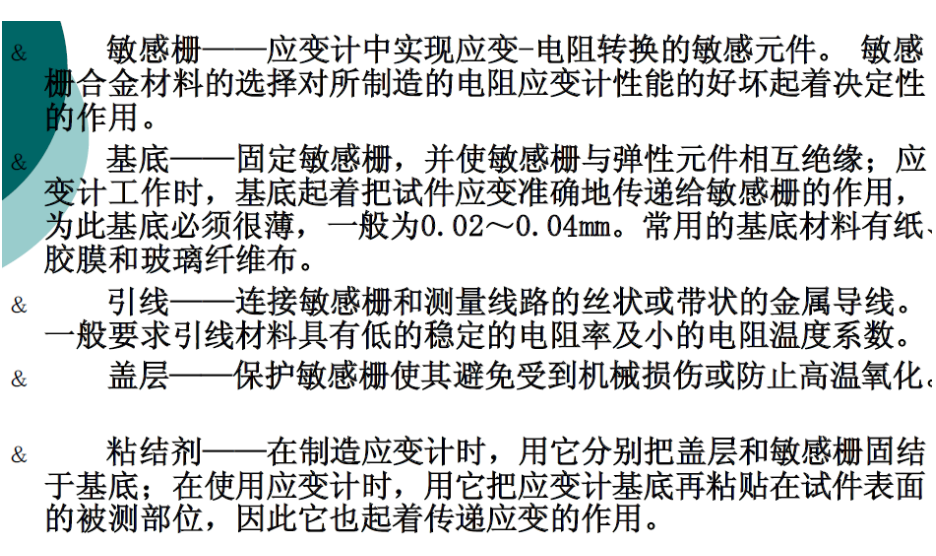 & 敏感栅——应变计中实现应变-电阻转换的敏感元件。 敏感
栅合金材料的选择对所制造的电阻应变计性能的好坏起着决定性
的作用。
& 基底——固定敏感栅，并使敏感栅与弹性元件相互绝缘；应
变计工作时，基底起着把试件应变准确地传递给敏感栅的作用，
为此基底必须很薄，一般为0.02～0.04mm。常用的基底材料有纸、
胶膜和玻璃纤维布。
& 引线——连接敏感栅和测量线路的丝状或带状的金属导线。
一般要求引线材料具有低的稳定的电阻率及小的电阻温度系数。
& 盖层——保护敏感栅使其避免受到机械损伤或防止高温氧化。
& 粘结剂——在制造应变计时，用它分别把盖层和敏感栅固结
于基底；在使用应变计时，用它把应变计基底再粘贴在试件表面
的被测部位，因此它也起着传递应变的作用。